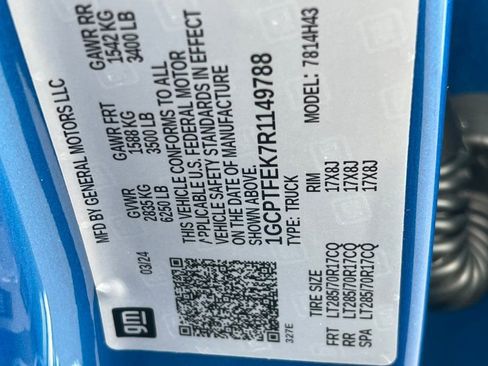 MFD BY GENERAL MOTORS LLC
03/24
GVWR GAWR FRT GAWR RR
2835 KG 1588 KG 1542 KG
6250 LB 3500 LB 3400 LB
THIS VEHICLE CONFORMS TO ALL
APPLICABLE U.S. FEDERAL MOTOR
VEHICLE SAFETY STANDARDS IN EFFECT
ON THE DATE OF MANUFACTURE
1GCPTFEK7R1149788
TYPE: TRUCK MODEL: 7814H43
gm
327E
TIRE SIZE RIM
FRT LT285/70R17CQ 17X8J
RR LT285/70R17CQ 17X8J
SPA LT285/70R17CQ 17X8J